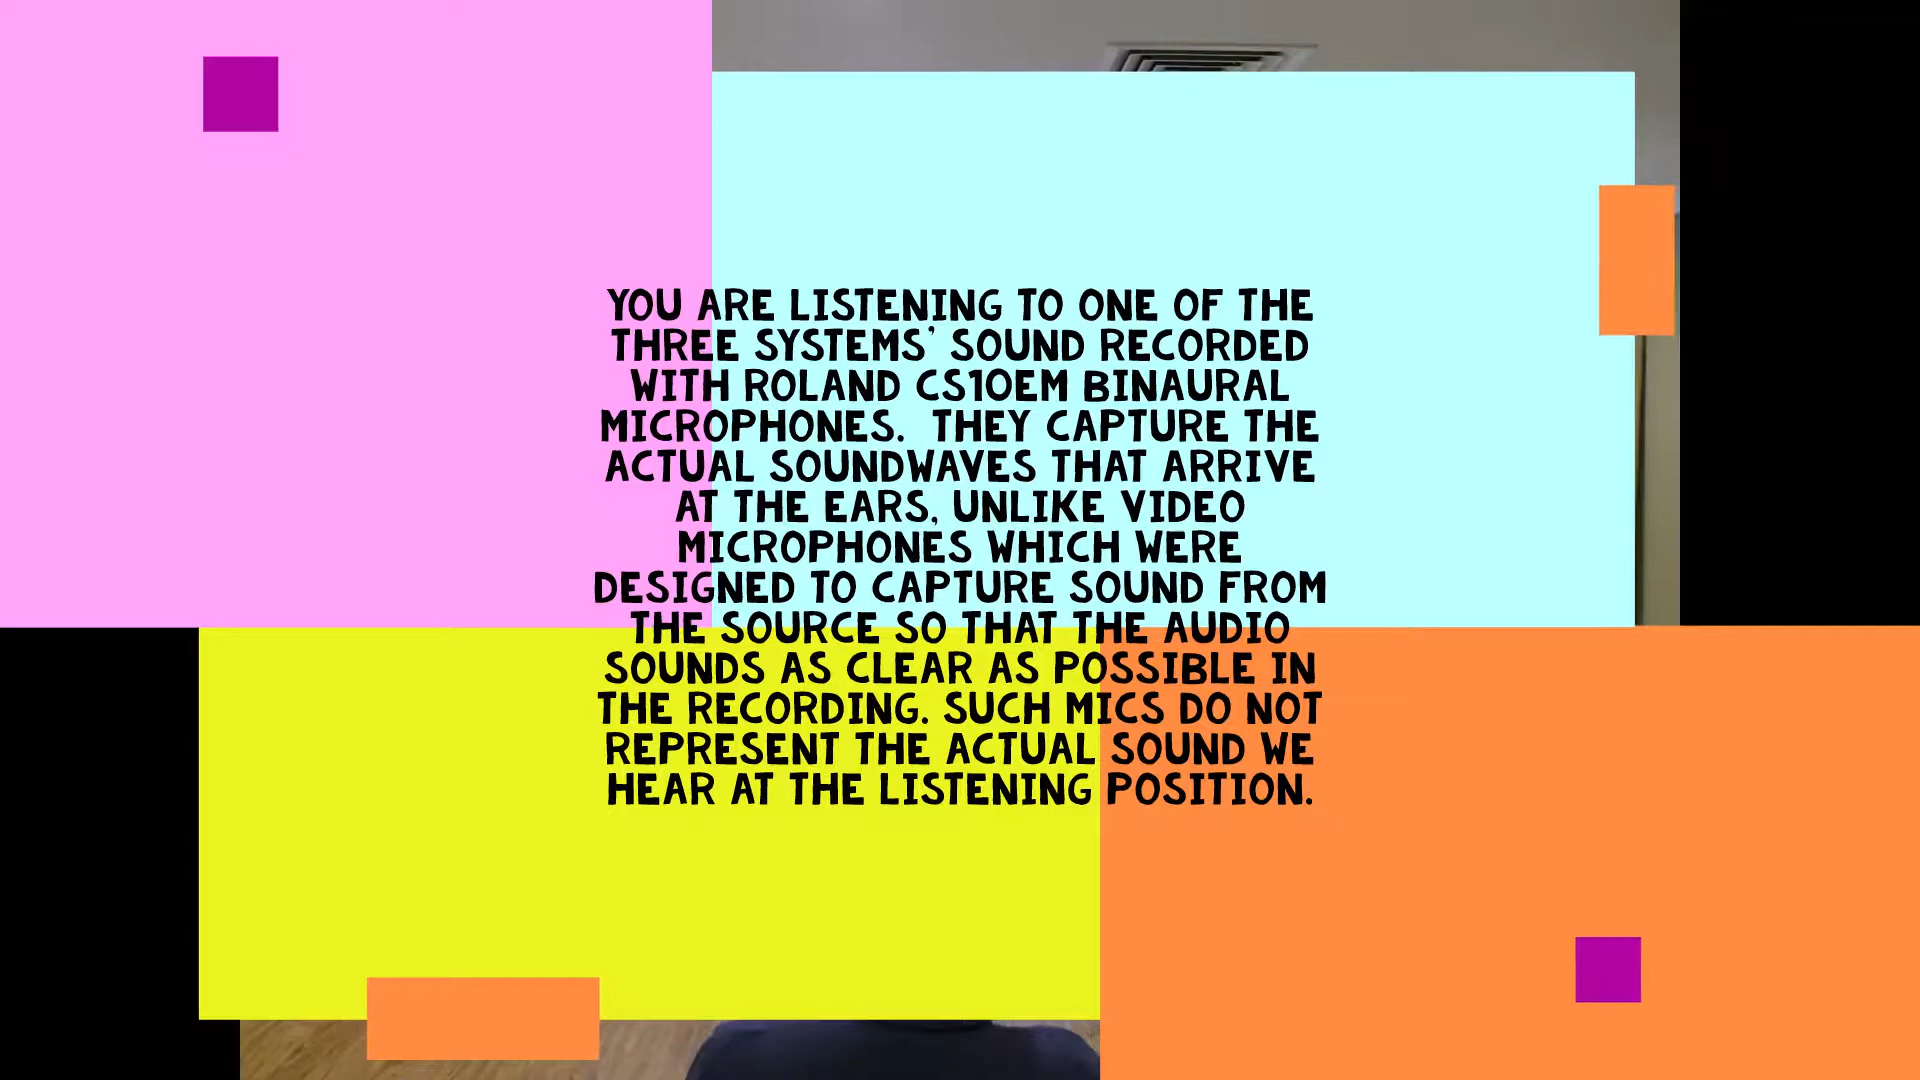 YOU ARE LISTENING TO ONE OF THE
THREE SYSTEMS' SOUND RECORDED
WITH ROLAND CS10EM BINAURAL
MICROPHONES. THEY CAPTURE THE
ACTUAL SOUNDWAVES THAT ARRIVE
AT THE EARS, UNLIKE VIDEO
MICROPHONES WHICH WERE
DESIGNED TO CAPTURE SOUND FROM
THE SOURCE SO THAT THE AUDIO
SOUNDS AS CLEAR AS POSSIBLE IN
THE RECORDING. SUCH MICS DO NOT
REPRESENT THE ACTUAL SOUND WE
HEAR AT THE LISTENING POSITION.